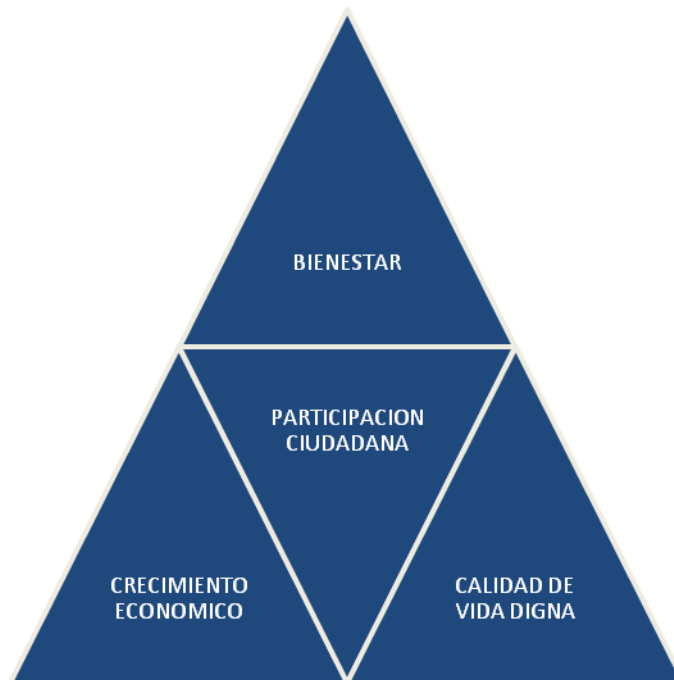 BIENESTAR
PARTICIPACION
CIUDADANA
CRECIMIENTO
ECONOMICO
CALIDAD DE
VIDA DIGNA